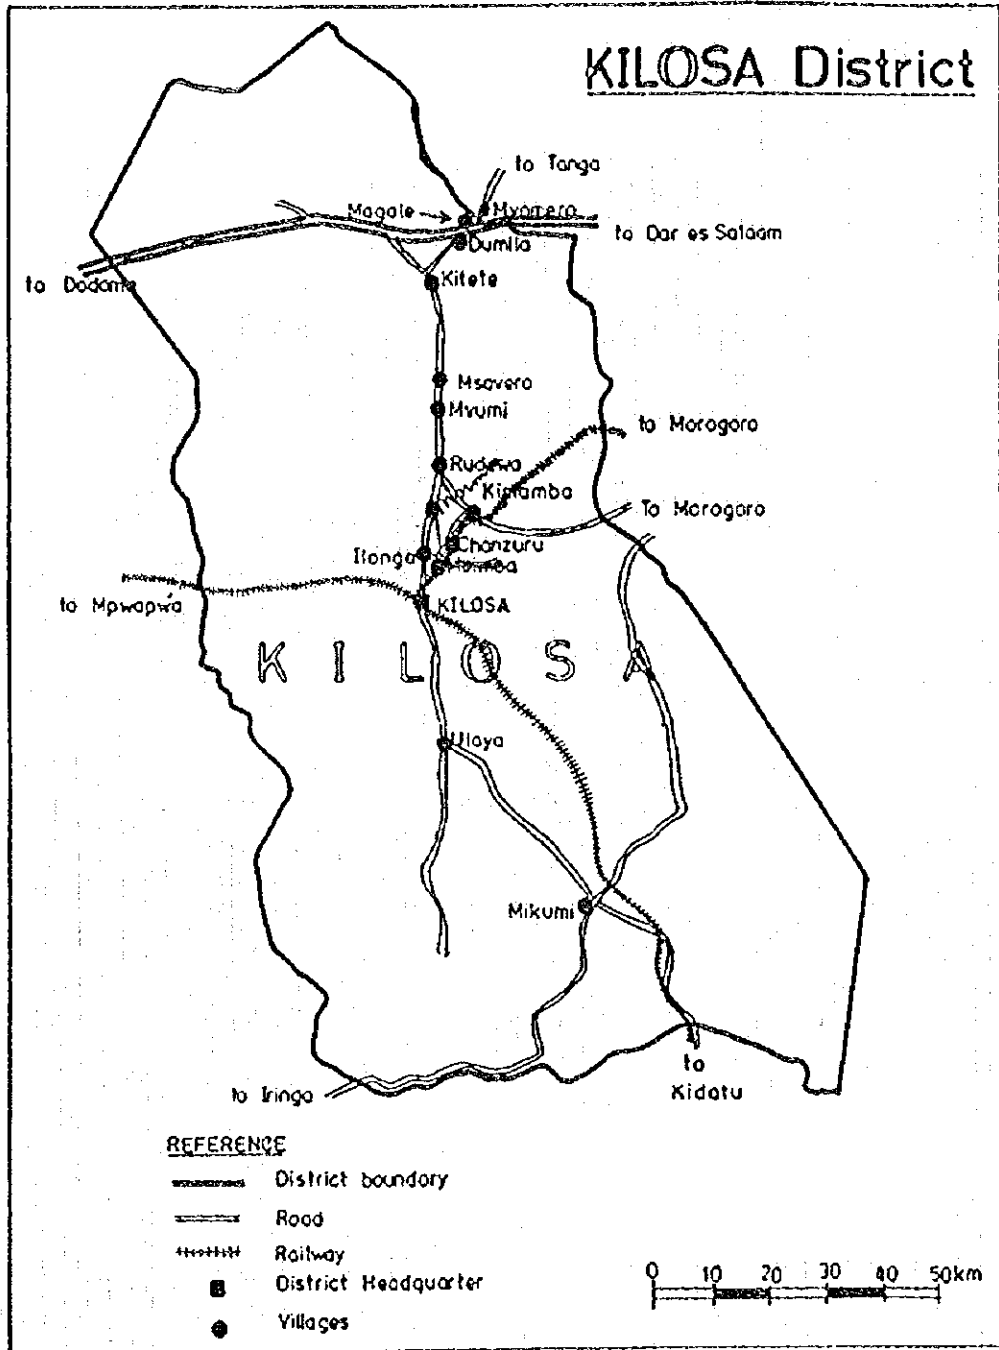 KILOSA District
to Tanga
Magole
Mvomero
to Dar es Salaam
Dumila
to Dodoma
Kitete
Msovero
Mvumi
to Morogoro
Rudewa
Kimamba
To Morogoro
Chanzuru
Ilonga
to Mpwapwa
KILOSA
K I L O S A
Ulaya
Mikumi
to Iringa
to
Kidatu
REFERENCE
District boundary
Road
Railway
District Headquarter
Villages
0 10 20 30 40 50km